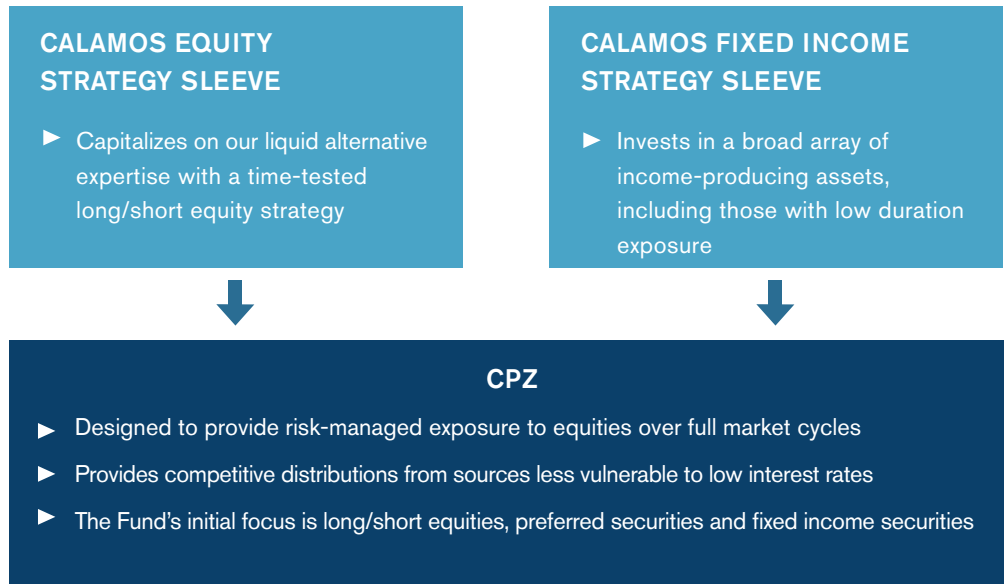 CALAMOS EQUITY
STRATEGY SLEEVE
Capitalizes on our liquid alternative
expertise with a time-tested
long/short equity strategy
CALAMOS FIXED INCOME
STRATEGY SLEEVE
Invests in a broad array of
income-producing assets,
including those with low duration
exposure
CPZ
Designed to provide risk-managed exposure to equities over full market cycles
Provides competitive distributions from sources less vulnerable to low interest rates
The Fund’s initial focus is long/short equities, preferred securities and fixed income securities